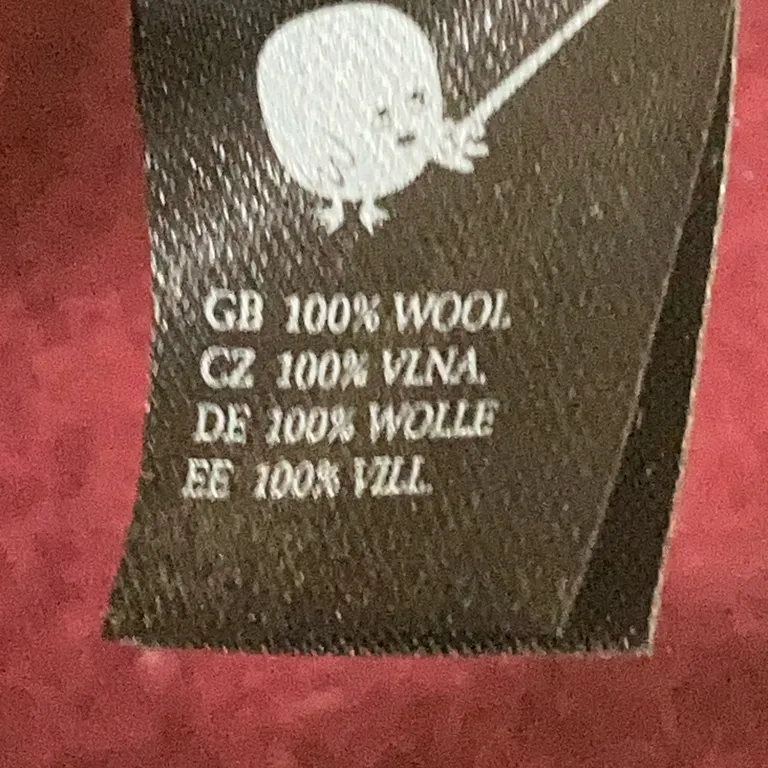 GB 100% WOOL
CZ 100% VLNA
DE 100% WOLLE
EE 100% VILL